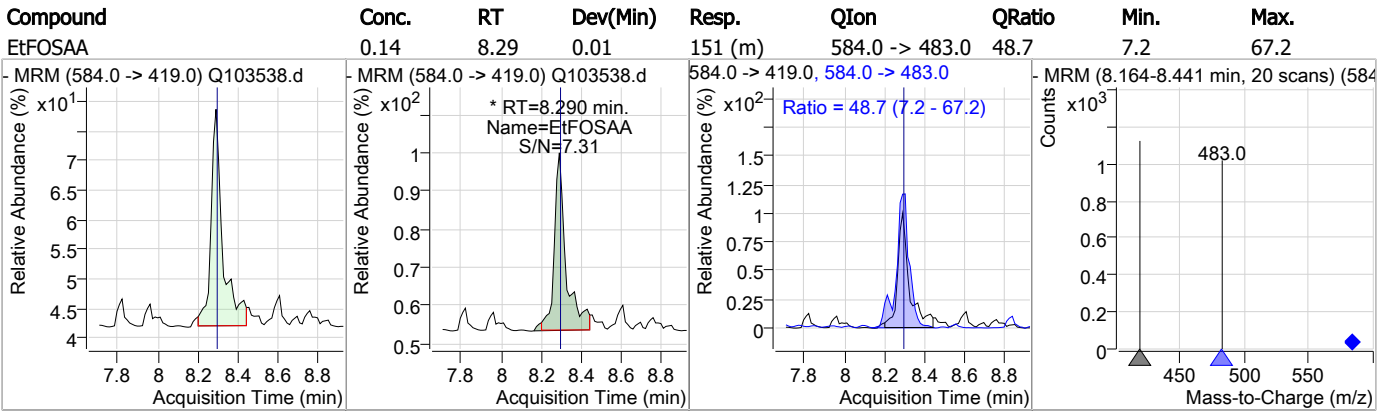 Compound Conc. RT Dev(Min) Resp. QIon QRatio Min. Max.
EtFOSAA 0.14 8.29 0.01 151 (m) 584.0 -> 483.0 48.7 7.2 67.2
- MRM (584.0 -> 419.0) Q103538.d
Relative Abundance (%)
x10¹
7
6.5
6
5.5
5
4.5
4
7.8 8 8.2 8.4 8.6 8.8
Acquisition Time (min)
- MRM (584.0 -> 419.0) Q103538.d
Relative Abundance (%)
x10²
* RT=8.290 min.
Name=EtFOSAA
S/N=7.31
1
0.9
0.8
0.7
0.6
0.5
7.8 8 8.2 8.4 8.6 8.8
Acquisition Time (min)
584.0 -> 419.0, 584.0 -> 483.0
Relative Abundance (%)
x10²
Ratio = 48.7 (7.2 - 67.2)
1.5
1.25
1
0.75
0.5
0.25
0
7.8 8 8.2 8.4 8.6 8.8
Acquisition Time (min)
- MRM (8.164-8.441 min, 20 scans) (584
Counts
x10³
483.0
1
0.8
0.6
0.4
0.2
0
450 500 550
Mass-to-Charge (m/z)